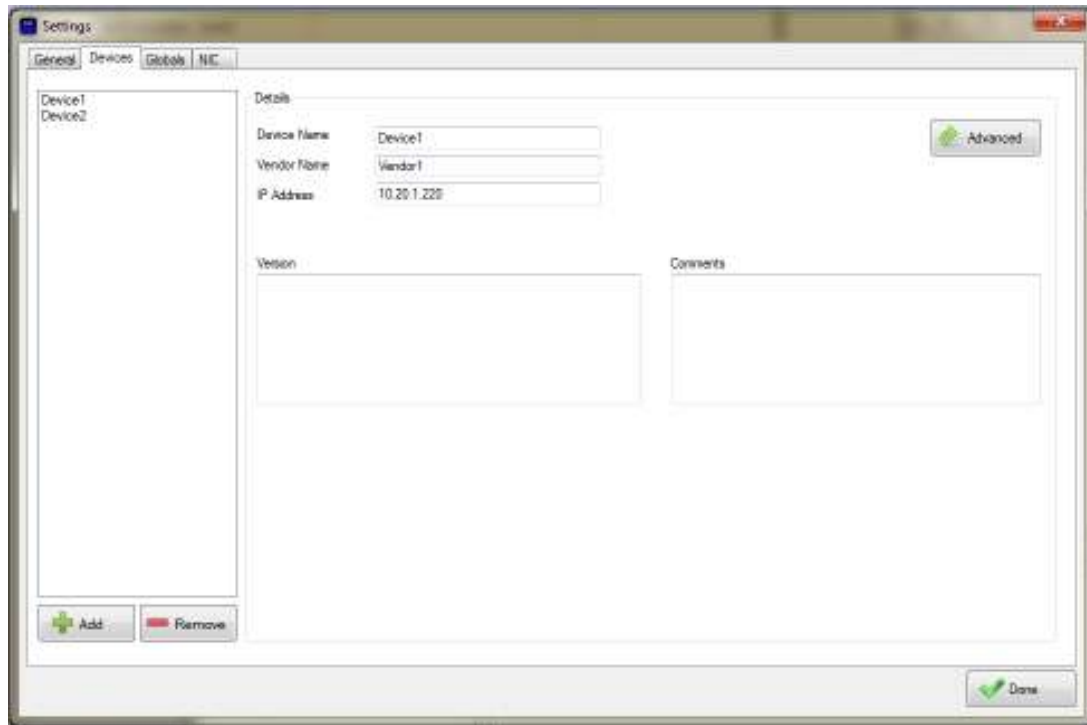 Settings
General Devices Globals NIC
Device1
Device2
Details
Device Name Device1
Advanced
Vendor Name Vendor1
IP Address 10.20.1.220
Version
Comments
Add Remove
Done